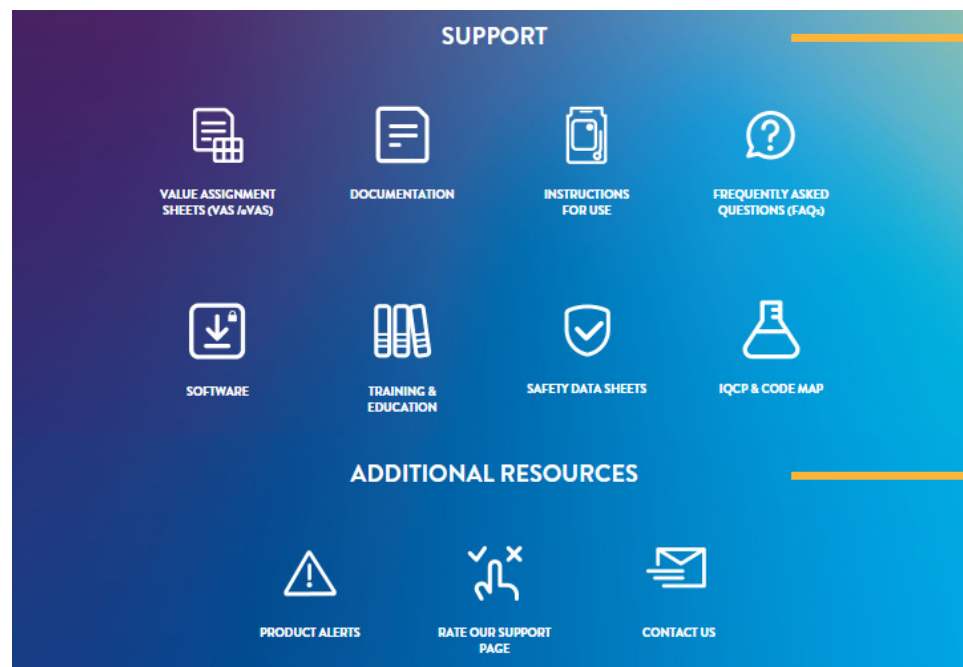 SUPPORT
VALUE ASSIGNMENT
SHEETS (VAS /eVAS)
DOCUMENTATION
INSTRUCTIONS
FOR USE
FREQUENTLY ASKED
QUESTIONS (FAQs)
SOFTWARE
TRAINING &
EDUCATION
SAFETY DATA SHEETS
IQCP & CODE MAP
ADDITIONAL RESOURCES
PRODUCT ALERTS
RATE OUR SUPPORT
PAGE
CONTACT US